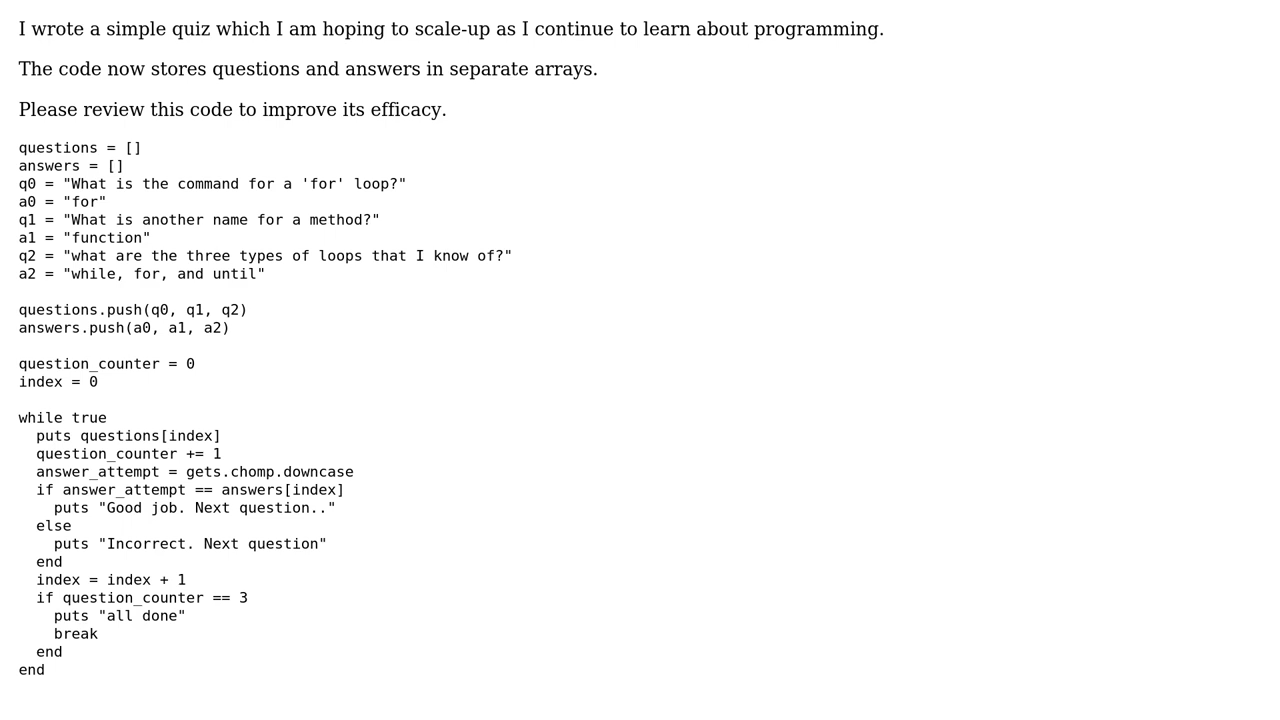 I wrote a simple quiz which I am hoping to scale-up as I continue to learn about programming.
The code now stores questions and answers in separate arrays.
Please review this code to improve its efficacy.
questions = []
answers = []
q0 = "What is the command for a 'for' loop?"
a0 = "for"
q1 = "What is another name for a method?"
a1 = "function"
q2 = "what are the three types of loops that I know of?"
a2 = "while, for, and until"

questions.push(q0, q1, q2)
answers.push(a0, a1, a2)

question_counter = 0
index = 0

while true
  puts questions[index]
  question_counter += 1
  answer_attempt = gets.chomp.downcase
  if answer_attempt == answers[index]
    puts "Good job. Next question.."
  else
    puts "Incorrect. Next question"
  end
  index = index + 1
  if question_counter == 3
    puts "all done"
    break
  end
end